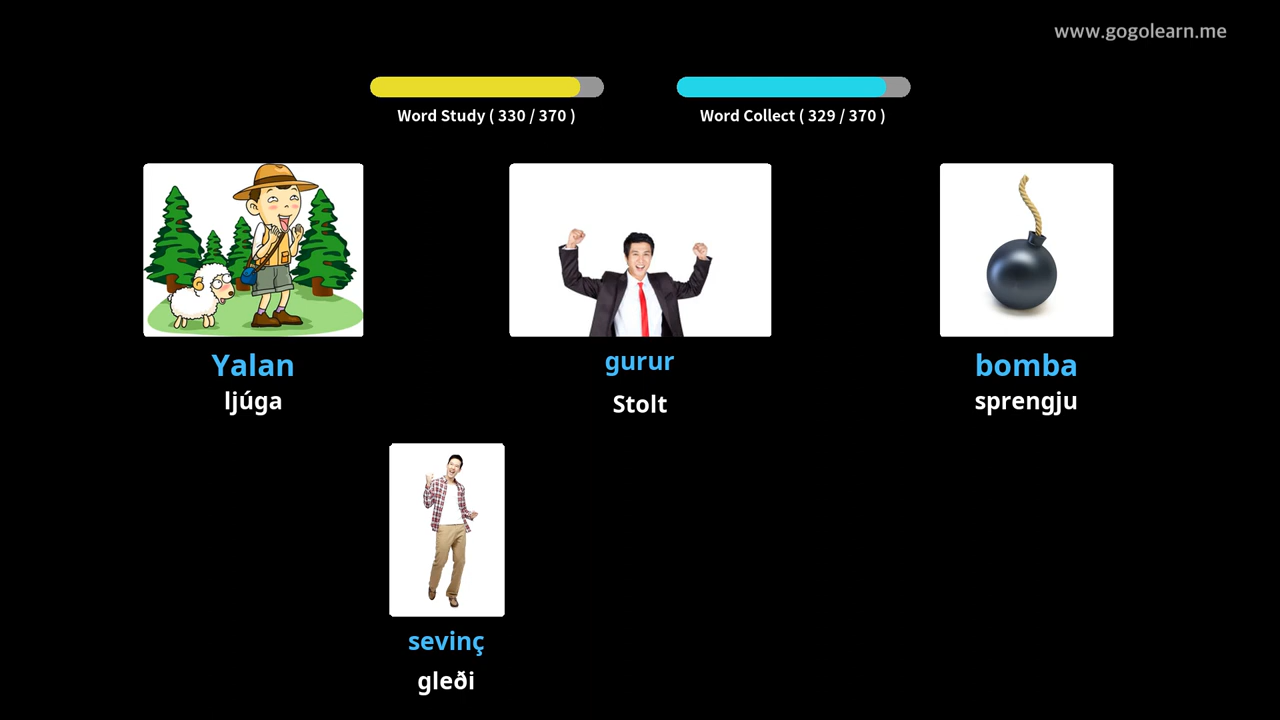 www.gogolearn.me
Word Study ( 330 / 370 )
Word Collect ( 329 / 370 )
Yalan
ljúga
gurur
Stolt
bomba
sprengju
sevinç
gleði